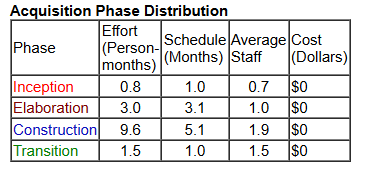 Acquisition Phase Distribution
Phase Effort (Person-months) Schedule (Months) Average Staff Cost (Dollars)
Inception 0.8 1.0 0.7 $0
Elaboration 3.0 3.1 1.0 $0
Construction 9.6 5.1 1.9 $0
Transition 1.5 1.0 1.5 $0